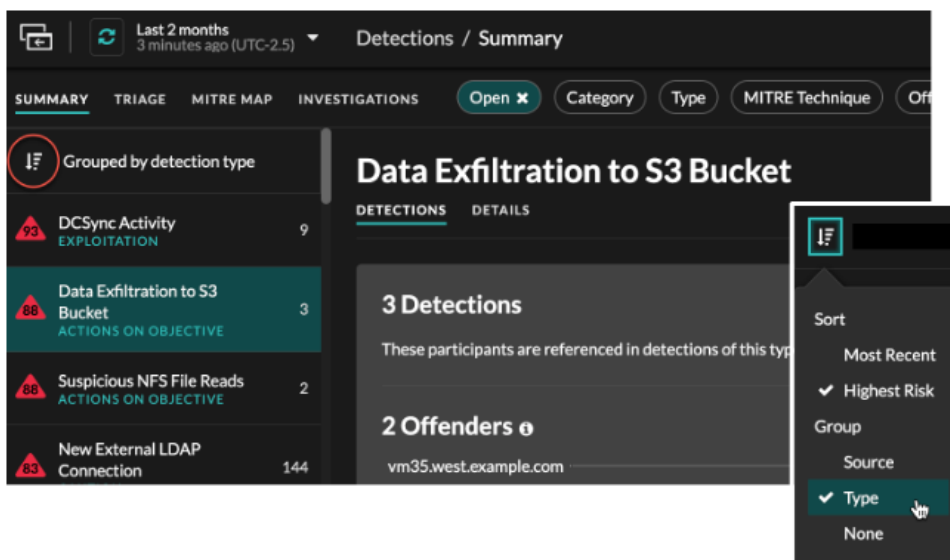 Last 2 months
3 minutes ago (UTC-2.5)
Detections / Summary
SUMMARY TRIAGE MITRE MAP INVESTIGATIONS
Open × Category Type MITRE Technique Off
Grouped by detection type
93 DCSync Activity 9
EXPLOITATION
88 Data Exfiltration to S3
Bucket 3
ACTIONS ON OBJECTIVE
88 Suspicious NFS File Reads 2
ACTIONS ON OBJECTIVE
83 New External LDAP
Connection 144
Data Exfiltration to S3 Bucket
DETECTIONS DETAILS
3 Detections
These participants are referenced in detections of this typ
2 Offenders
vm35.west.example.com
Sort
Most Recent
Highest Risk
Group
Source
Type
None